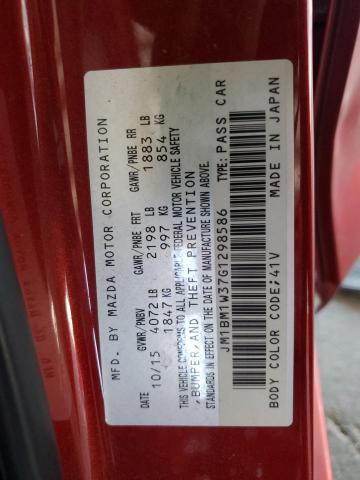 MFD. BY MAZDA MOTOR CORPORATION
DATE GVWR/PNBV GAWR/PNBE FRT GAWR/PNBE RR
10/15 4072 LB 2198 LB 1883 LB
1847 KG 997 KG 854 KG
THIS VEHICLE CONFORMS TO ALL APPLICABLE FEDERAL MOTOR VEHICLE SAFETY
,BUMPER,AND THEFT PREVENTION
STANDARDS IN EFFECT ON THE DATE OF MANUFACTURE SHOWN ABOVE.
JM1BM1W37G1298586 TYPE: PASS CAR
BODY COLOR CODE;41V MADE IN JAPAN